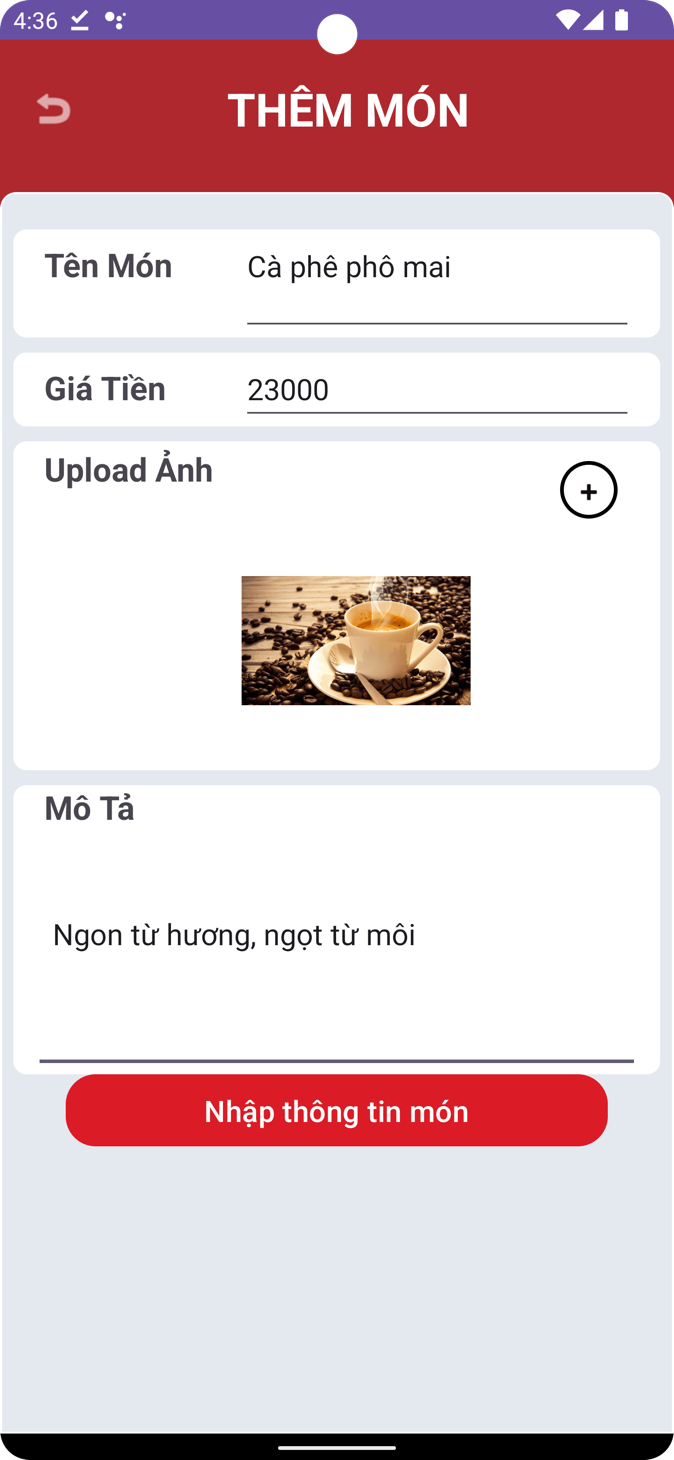 4:36
THÊM MÓN
Tên Món
Cà phê phô mai
Giá Tiền
23000
Upload Ảnh
+
Mô Tả
Ngon từ hương, ngọt từ môi
Nhập thông tin món